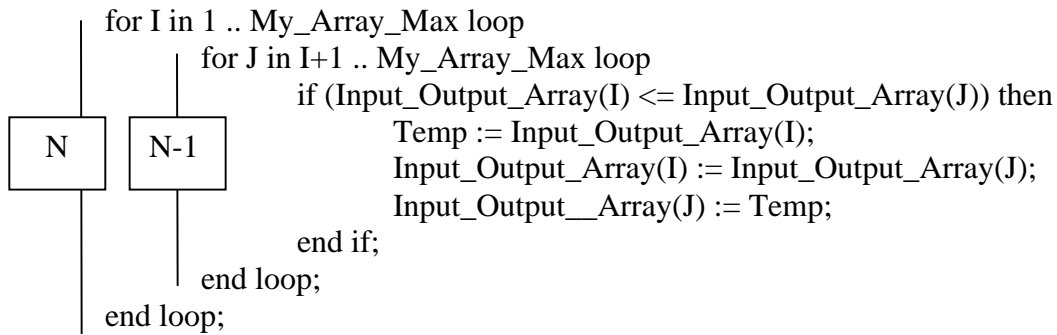 for I in 1 .. My_Array_Max loop
for J in I+1 .. My_Array_Max loop
if (Input_Output_Array(I) <= Input_Output_Array(J)) then
Temp := Input_Output_Array(I);
N
N-1
Input_Output_Array(I) := Input_Output_Array(J);
Input_Output__Array(J) := Temp;
end if;
end loop;
end loop;